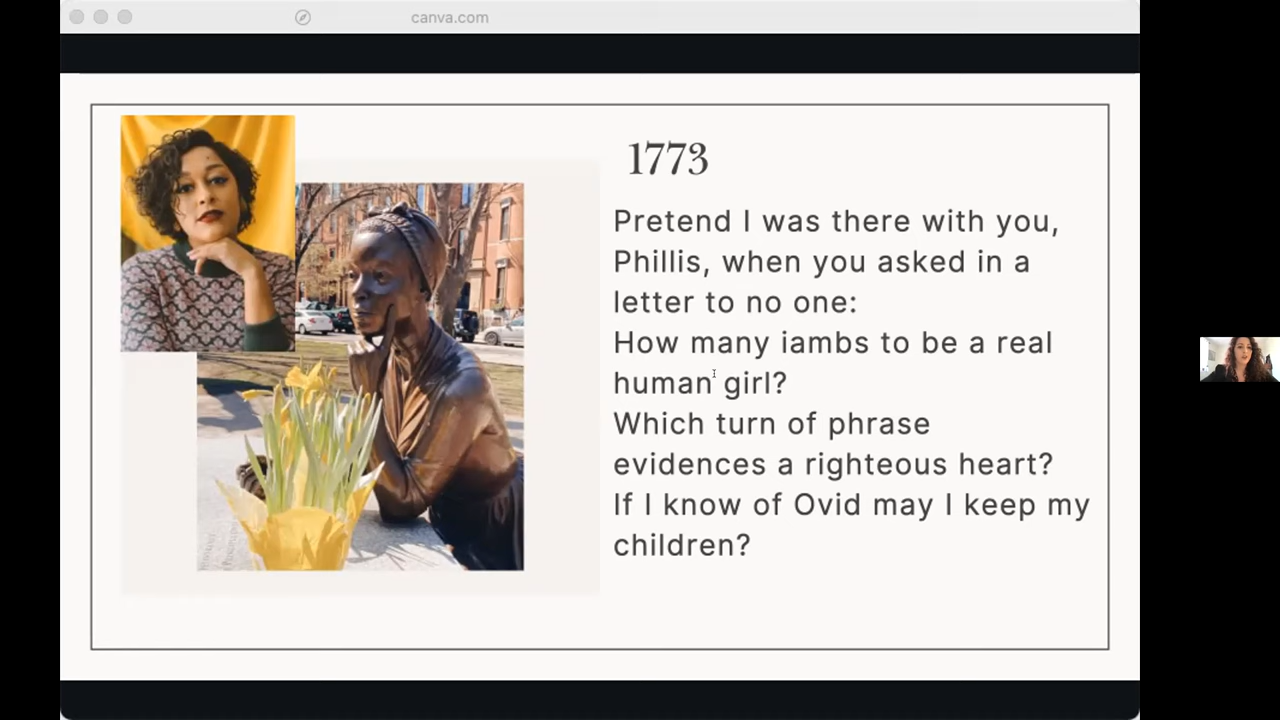 canva.com
1773
Pretend I was there with you,
Phillis, when you asked in a
letter to no one:
How many iambs to be a real
human girl?
Which turn of phrase
evidences a righteous heart?
If I know of Ovid may I keep my
children?